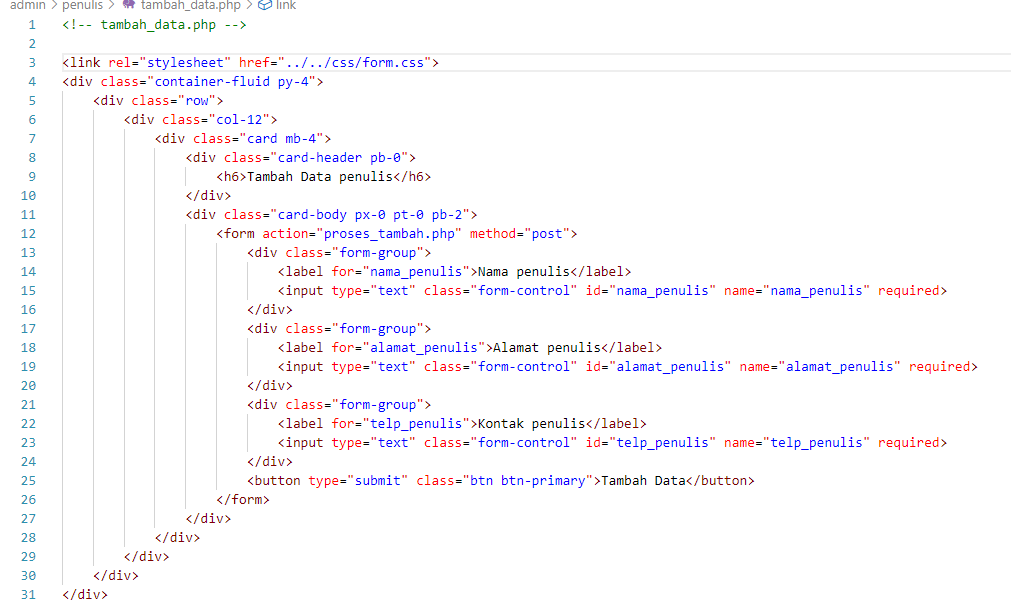 admin > penulis > tambah_data.php > link
1 <!-- tambah_data.php -->
2
3 <link rel="stylesheet" href="../../css/form.css">
4 <div class="container-fluid py-4">
5     <div class="row">
6         <div class="col-12">
7             <div class="card mb-4">
8                 <div class="card-header pb-0">
9                     <h6>Tambah Data penulis</h6>
10                 </div>
11                 <div class="card-body px-0 pt-0 pb-2">
12                     <form action="proses_tambah.php" method="post">
13                         <div class="form-group">
14                             <label for="nama_penulis">Nama penulis</label>
15                             <input type="text" class="form-control" id="nama_penulis" name="nama_penulis" required>
16                         </div>
17                         <div class="form-group">
18                             <label for="alamat_penulis">Alamat penulis</label>
19                             <input type="text" class="form-control" id="alamat_penulis" name="alamat_penulis" required>
20                         </div>
21                         <div class="form-group">
22                             <label for="telp_penulis">Kontak penulis</label>
23                             <input type="text" class="form-control" id="telp_penulis" name="telp_penulis" required>
24                         </div>
25                         <button type="submit" class="btn btn-primary">Tambah Data</button>
26                     </form>
27                 </div>
28             </div>
29         </div>
30     </div>
31 </div>